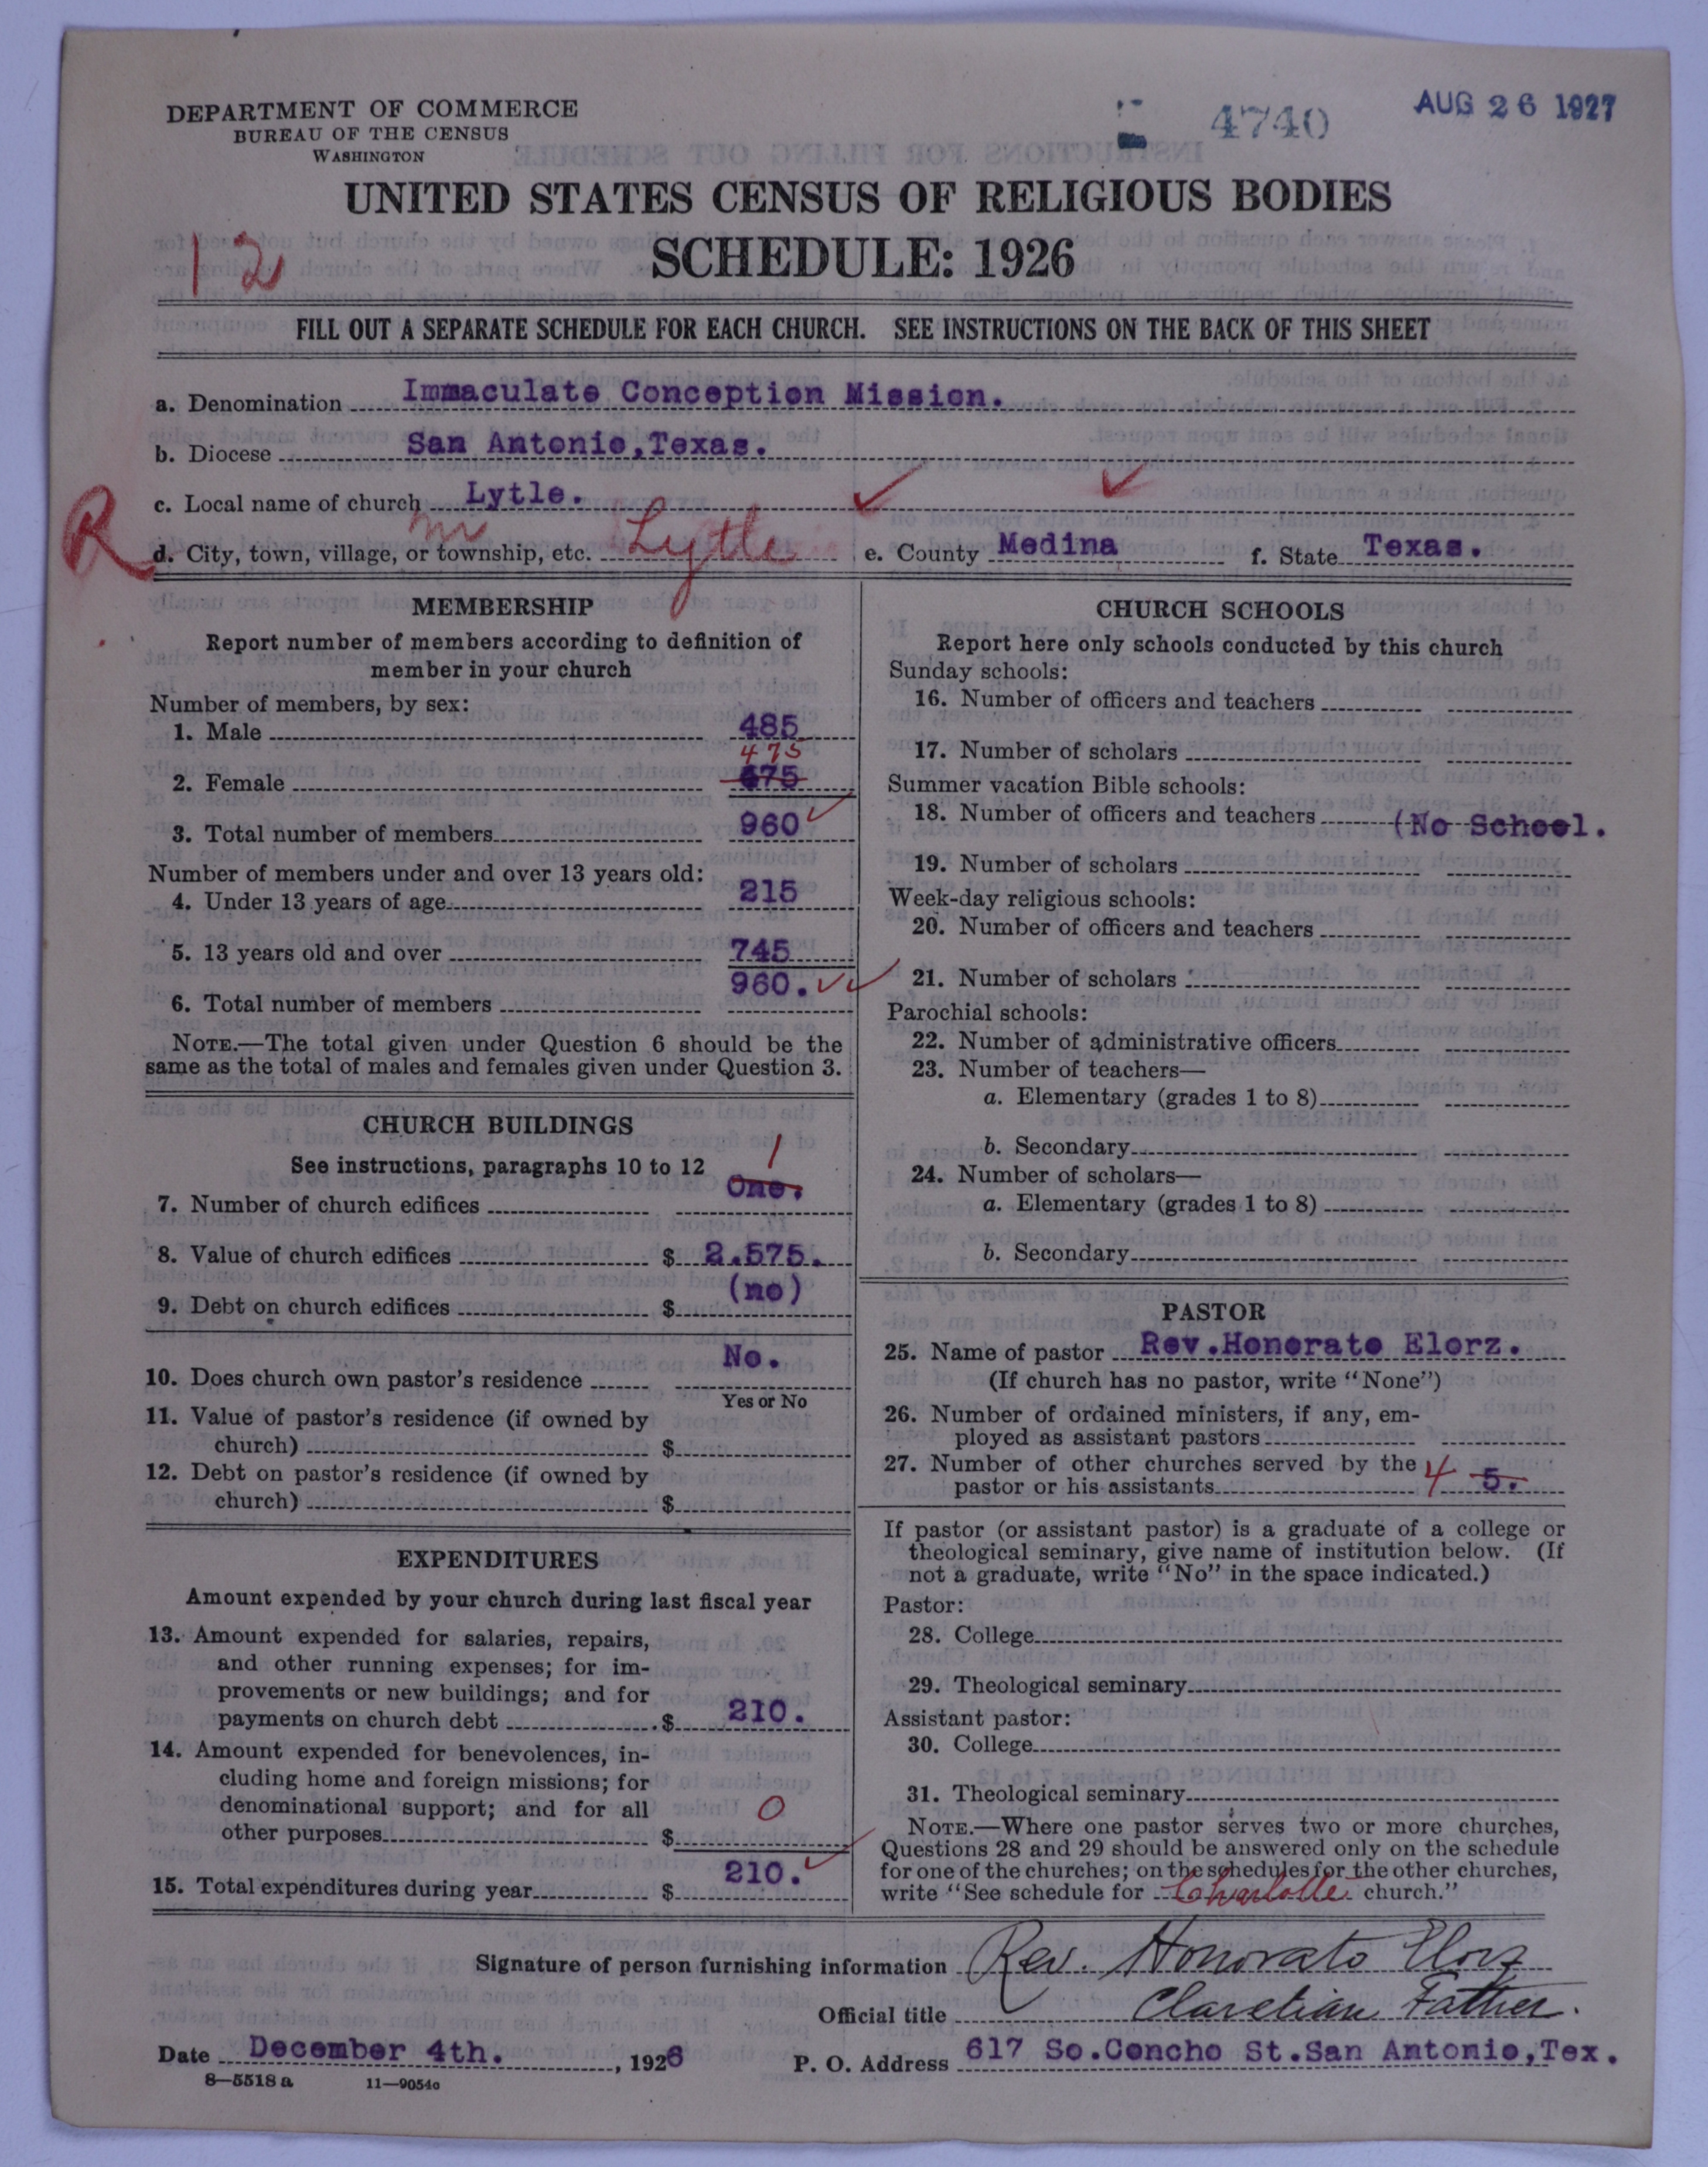 DEPARTMENT OF COMMERCE
BUREAU OF THE CENSUS
WASHINGTON
4740
AUG 26 1927
UNITED STATES CENSUS OF RELIGIOUS BODIES
SCHEDULE: 1926
12
FILL OUT A SEPARATE SCHEDULE FOR EACH CHURCH. SEE INSTRUCTIONS ON THE BACK OF THIS SHEET
a. Denomination Immaculate Conception Mission.
b. Diocese San Antonio,Texas.
c. Local name of church Lytle.
R
d. City, town, village, or township, etc. Lytle e. County Medina f. State Texas.
MEMBERSHIP
Report number of members according to definition of
member in your church
Number of members, by sex:
1. Male 485
475
2. Female 675
3. Total number of members 960
Number of members under and over 13 years old:
4. Under 13 years of age 215
5. 13 years old and over 745
6. Total number of members 960.
NOTE.—The total given under Question 6 should be the
same as the total of males and females given under Question 3.
CHURCH BUILDINGS
See instructions, paragraphs 10 to 12
1
7. Number of church edifices One.
8. Value of church edifices $ 2.575.
9. Debt on church edifices $ (no)
10. Does church own pastor's residence No.
Yes or No
11. Value of pastor's residence (if owned by
church) $
12. Debt on pastor's residence (if owned by
church) $
EXPENDITURES
Amount expended by your church during last fiscal year
13. Amount expended for salaries, repairs,
and other running expenses; for im-
provements or new buildings; and for
payments on church debt $ 210.
14. Amount expended for benevolences, in-
cluding home and foreign missions; for
denominational support; and for all
other purposes $ 0
15. Total expenditures during year $ 210.
CHURCH SCHOOLS
Report here only schools conducted by this church
Sunday schools:
16. Number of officers and teachers
17. Number of scholars
Summer vacation Bible schools:
18. Number of officers and teachers (No School.
19. Number of scholars
Week-day religious schools:
20. Number of officers and teachers
21. Number of scholars
Parochial schools:
22. Number of administrative officers
23. Number of teachers—
a. Elementary (grades 1 to 8)
b. Secondary
24. Number of scholars—
a. Elementary (grades 1 to 8)
b. Secondary
PASTOR
25. Name of pastor Rev.Honorato Elorz.
(If church has no pastor, write "None")
26. Number of ordained ministers, if any, em-
ployed as assistant pastors
27. Number of other churches served by the
pastor or his assistants 4 5.
If pastor (or assistant pastor) is a graduate of a college or
theological seminary, give name of institution below. (If
not a graduate, write "No" in the space indicated.)
Pastor:
28. College
29. Theological seminary
Assistant pastor:
30. College
31. Theological seminary
NOTE.—Where one pastor serves two or more churches,
Questions 28 and 29 should be answered only on the schedule
for one of the churches; on the schedules for the other churches,
write "See schedule for Charlotte church."
Signature of person furnishing information Rev. Honorato Elorz
Official title Claretian Father.
Date December 4th., 1926 P. O. Address 617 So.Concho St.San Antonio,Tex.
8—5518 a 11—9054c